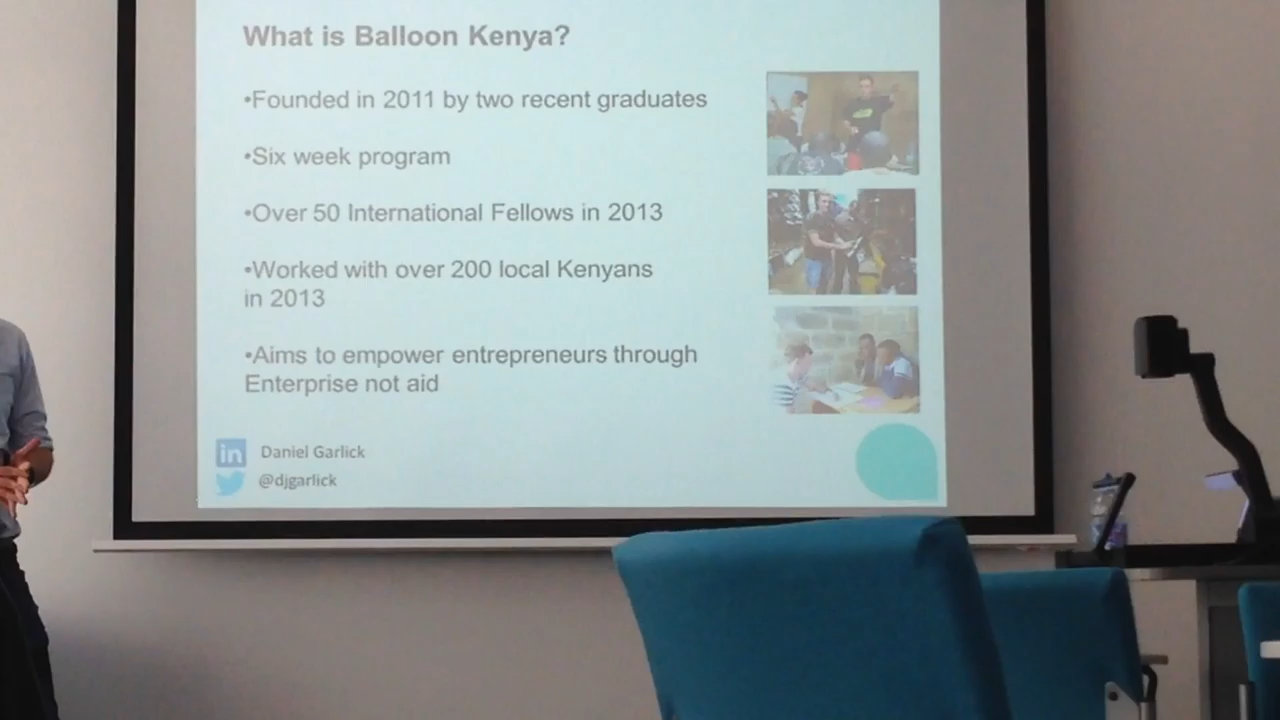 What is Balloon Kenya?
•Founded in 2011 by two recent graduates
•Six week program
•Over 50 International Fellows in 2013
•Worked with over 200 local Kenyans
in 2013
•Aims to empower entrepreneurs through
Enterprise not aid
in Daniel Garlick
@djgarlick